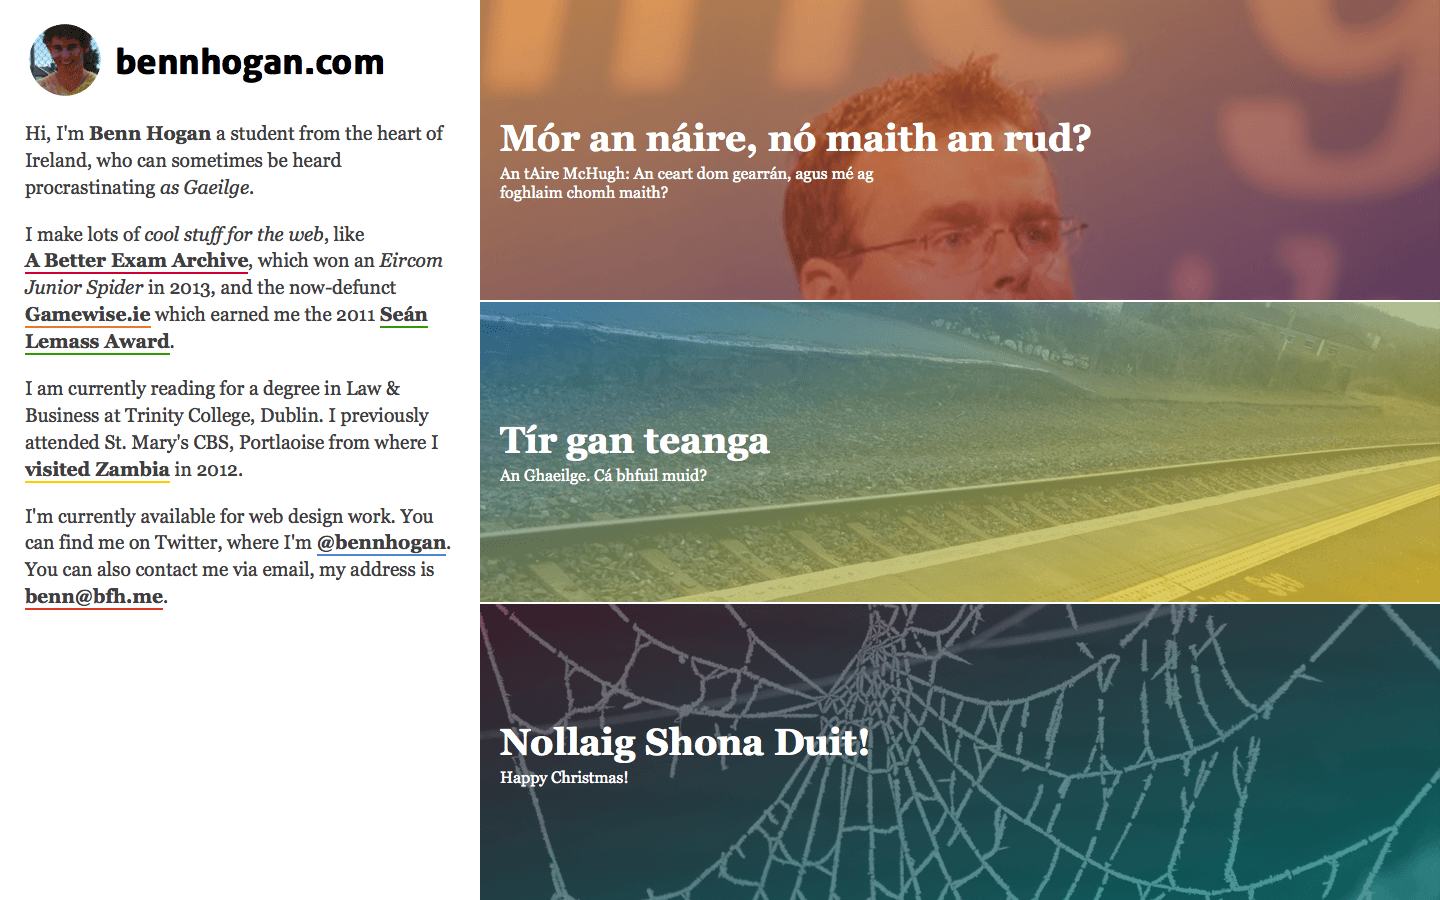 bennhogan.com
Hi, I'm Benn Hogan a student from the heart of
Ireland, who can sometimes be heard
procrastinating as Gaeilge.
I make lots of cool stuff for the web, like
A Better Exam Archive, which won an Eircom
Junior Spider in 2013, and the now-defunct
Gamewise.ie which earned me the 2011 Seán
Lemass Award.
I am currently reading for a degree in Law &
Business at Trinity College, Dublin. I previously
attended St. Mary's CBS, Portlaoise from where I
visited Zambia in 2012.
I'm currently available for web design work. You
can find me on Twitter, where I'm @bennhogan.
You can also contact me via email, my address is
benn@bfh.me.
Mór an náire, nó maith an rud?
An tAire McHugh: An ceart dom gearrán, agus mé ag
foghlaim chomh maith?
Tír gan teanga
An Ghaeilge. Cá bhfuil muid?
Nollaig Shona Duit!
Happy Christmas!